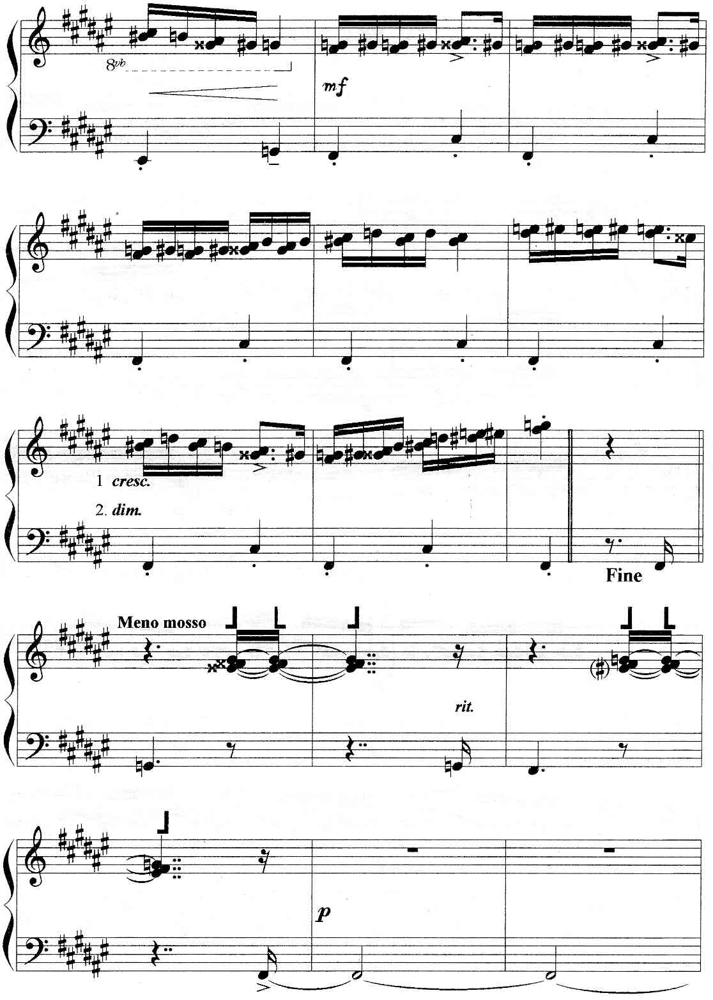 8vb
mf
1 cresc.
2. dim.
Fine
Meno mosso
rit.
p